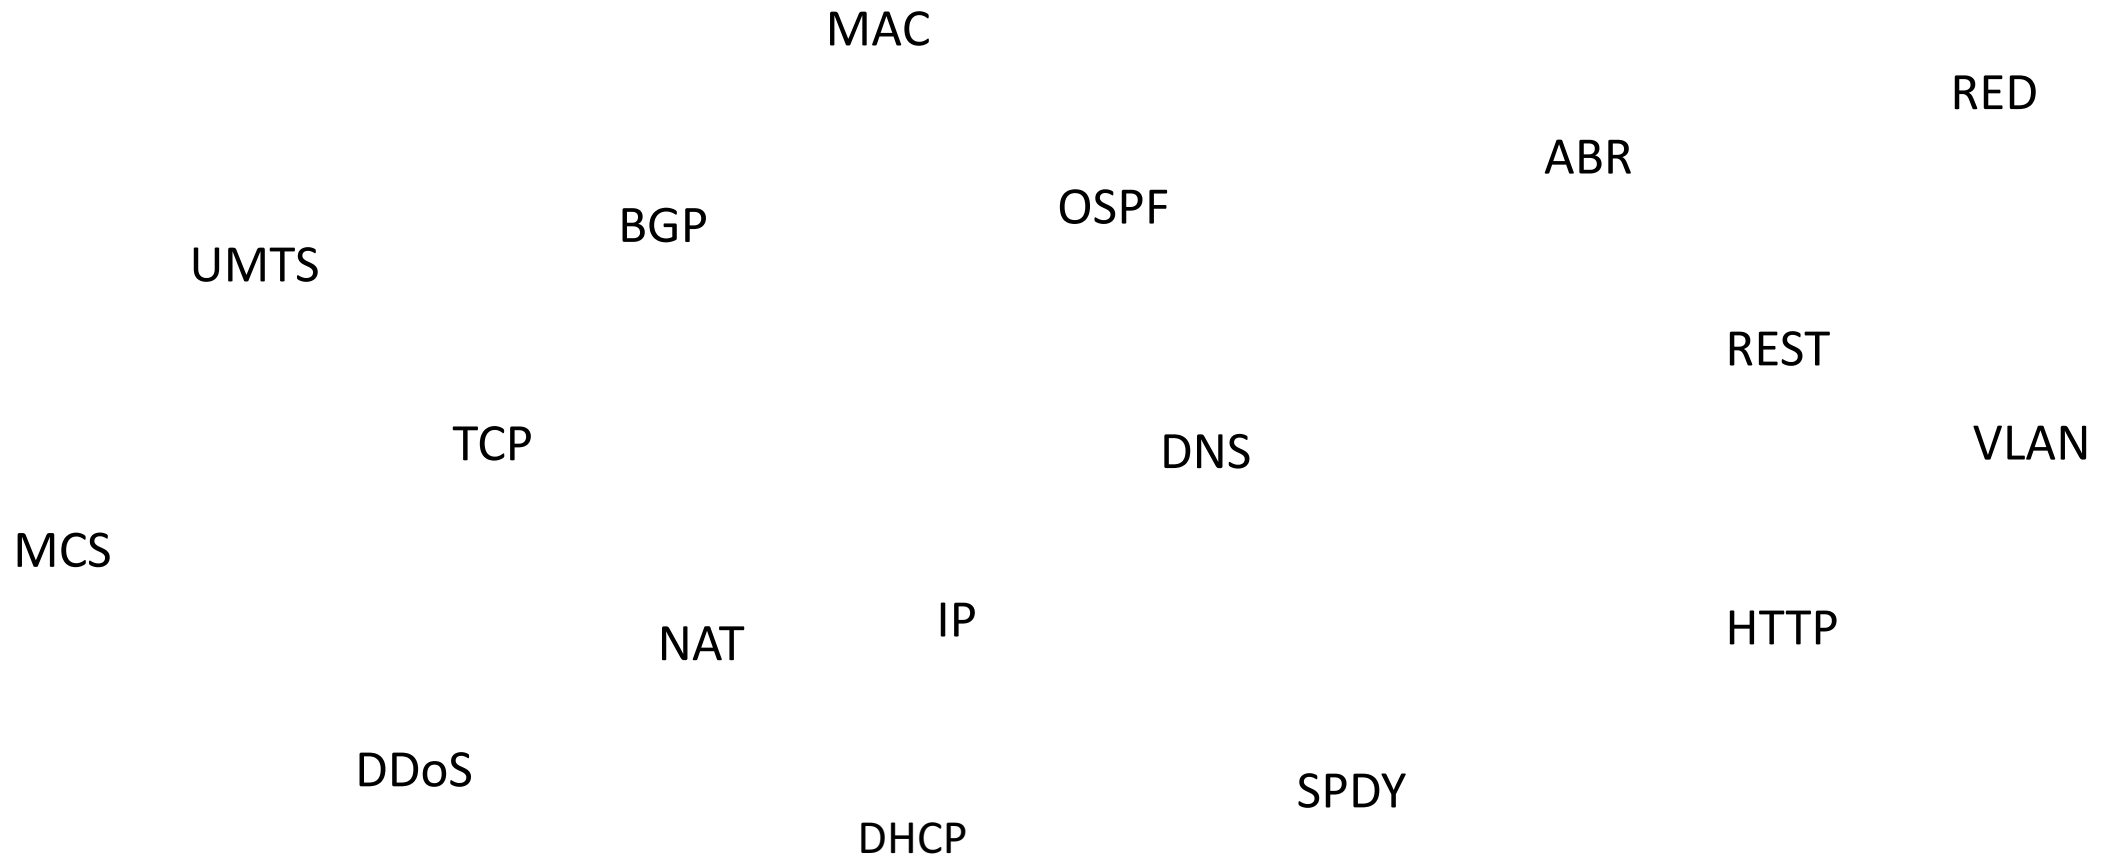 MAC
RED
ABR
OSPF
BGP
UMTS
REST
TCP
DNS
VLAN
MCS
IP
HTTP
NAT
DDoS
SPDY
DHCP